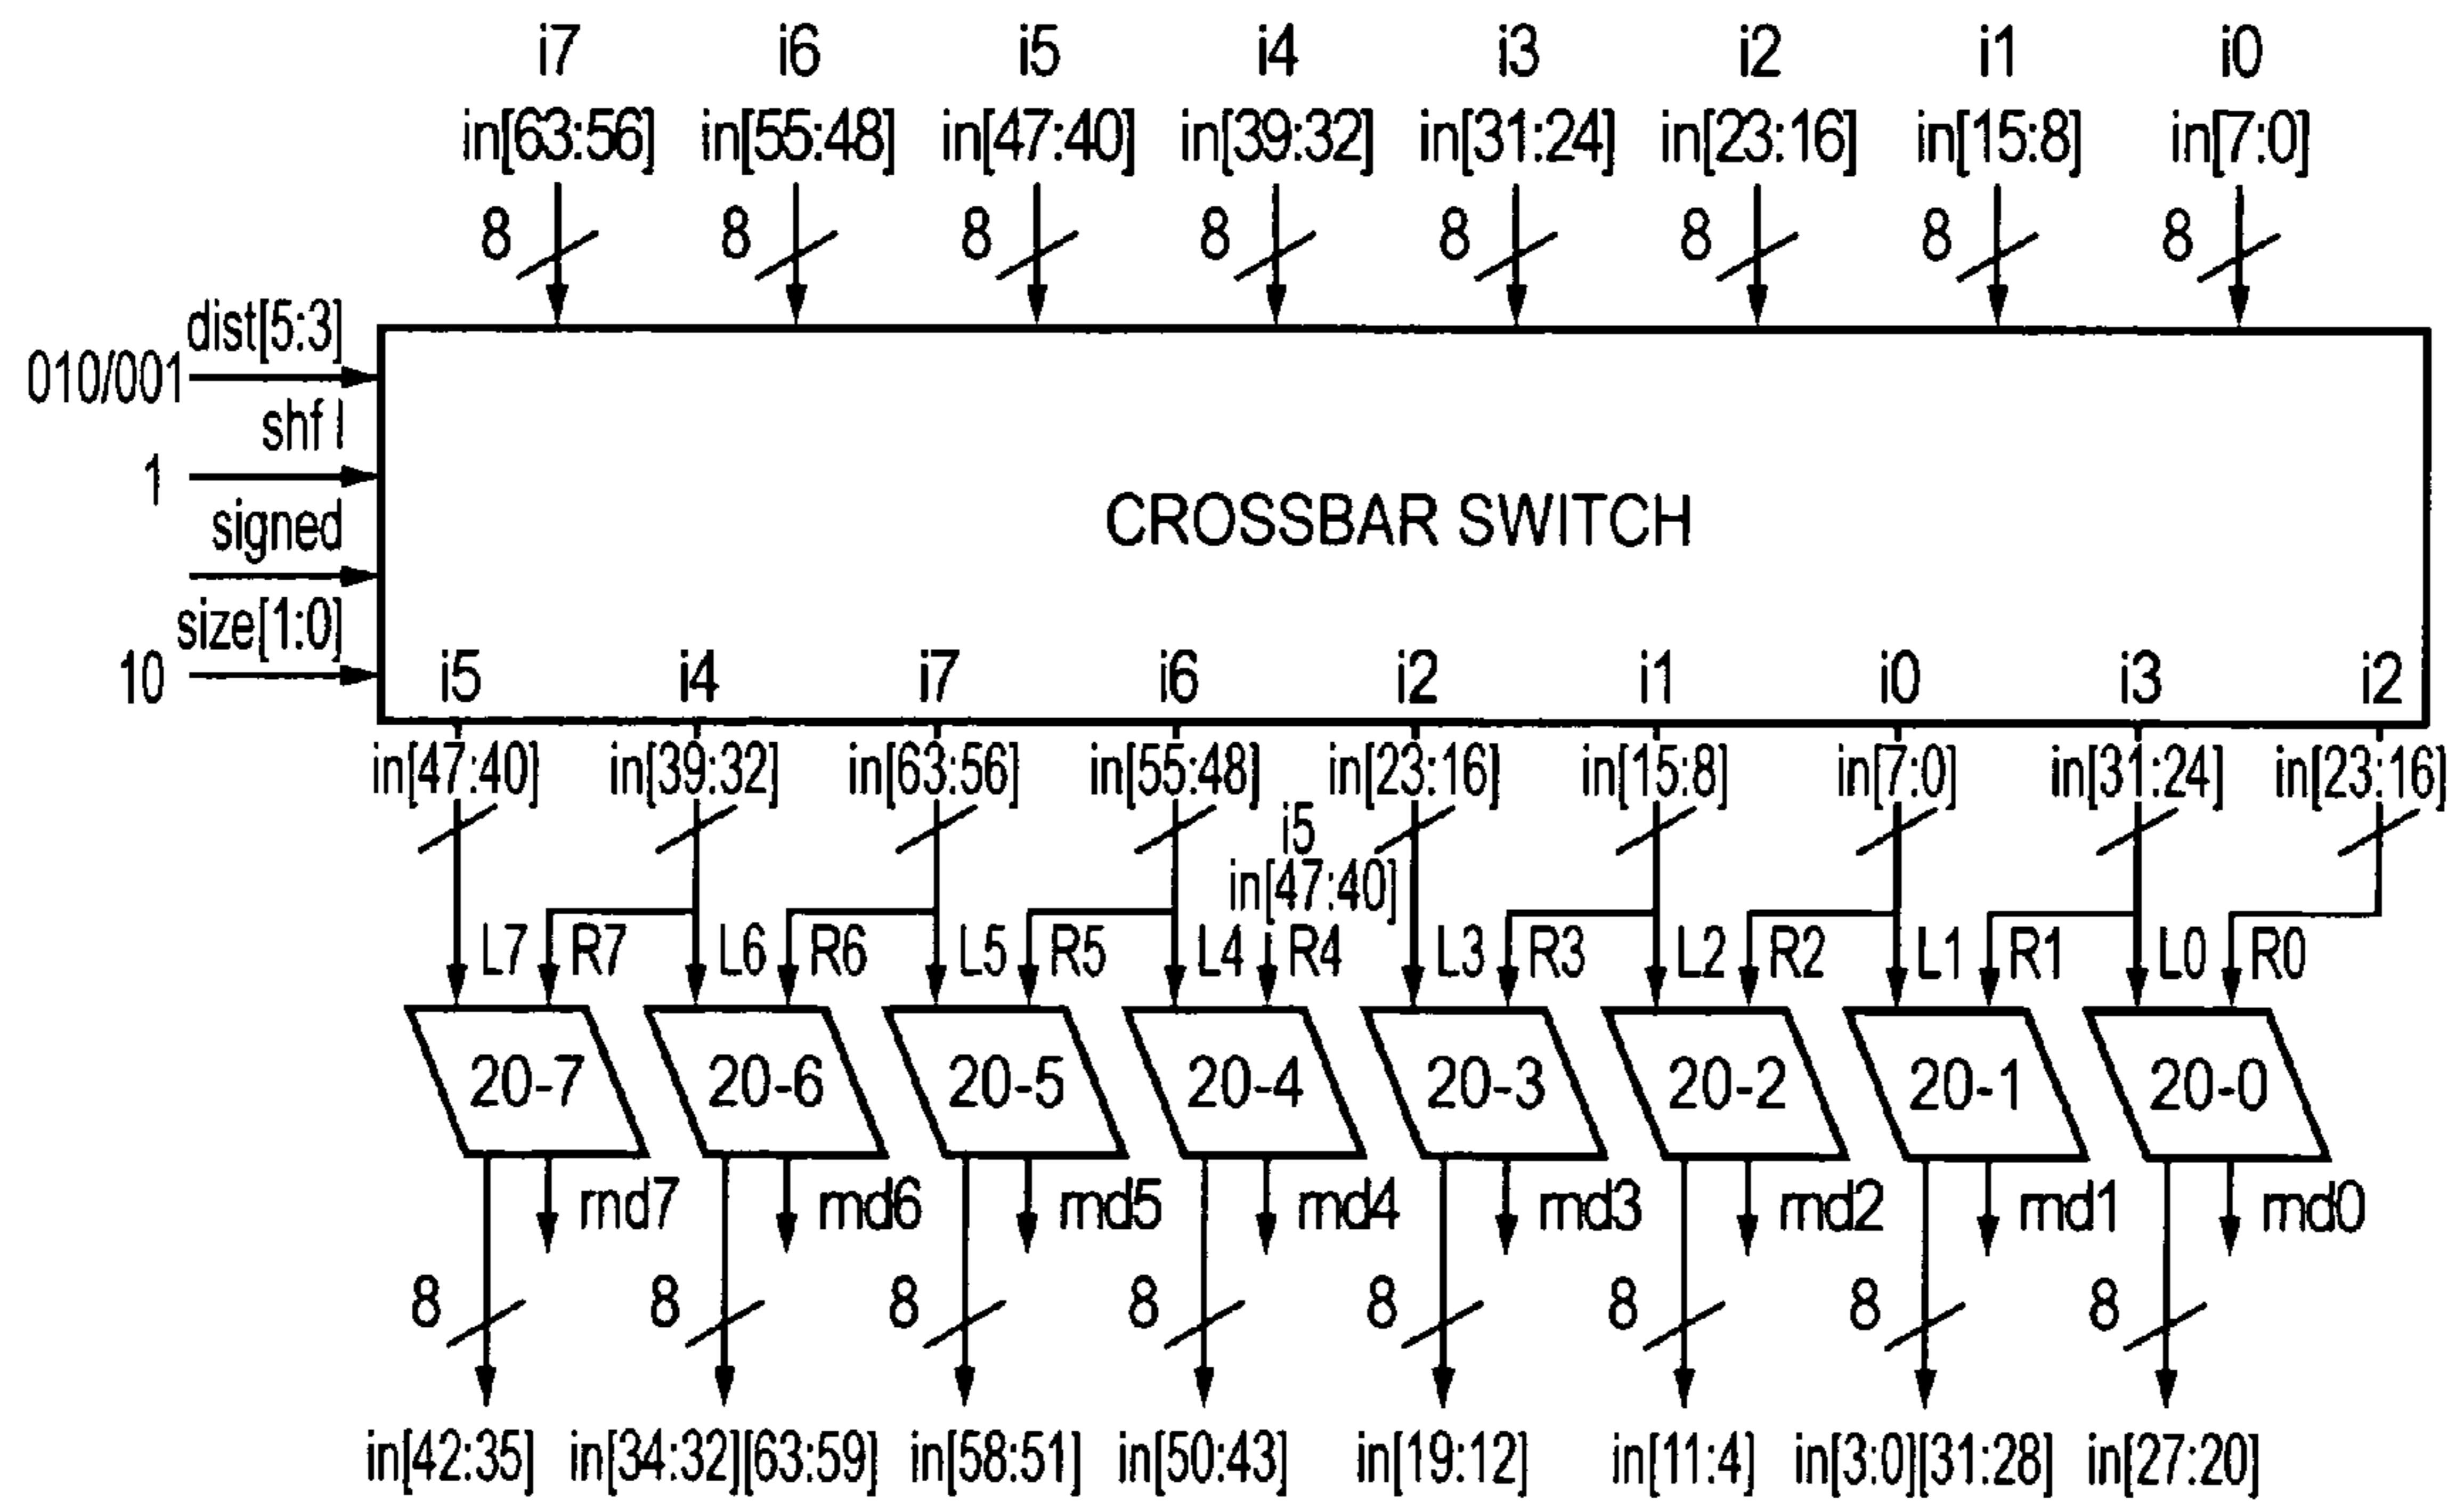 i7 i6 i5 i4 i3 i2 i1 i0
in[63:56] in[55:48] in[47:40] in[39:32] in[31:24] in[23:16] in[15:8] in[7:0]
8 8 8 8 8 8 8 8
dist[5:3]
010/001
shf l
1
CROSSBAR SWITCH
signed
size[1:0]
10
i5 i4 i7 i6 i2 i1 i0 i3 i2
in[47:40] in[39:32] in[63:56] in[55:48] in[23:16] in[15:8] in[7:0] in[31:24] in[23:16]
i5
in[47:40]
L7 R7 L6 R6 L5 R5 L4 R4 L3 R3 L2 R2 L1 R1 L0 R0
20-7 20-6 20-5 20-4 20-3 20-2 20-1 20-0
rnd7 rnd6 rnd5 rnd4 rnd3 rnd2 rnd1 rnd0
8 8 8 8 8 8 8 8
in[42:35] in[34:32][63:59] in[58:51] in[50:43] in[19:12] in[11:4] in[3:0][31:28] in[27:20]